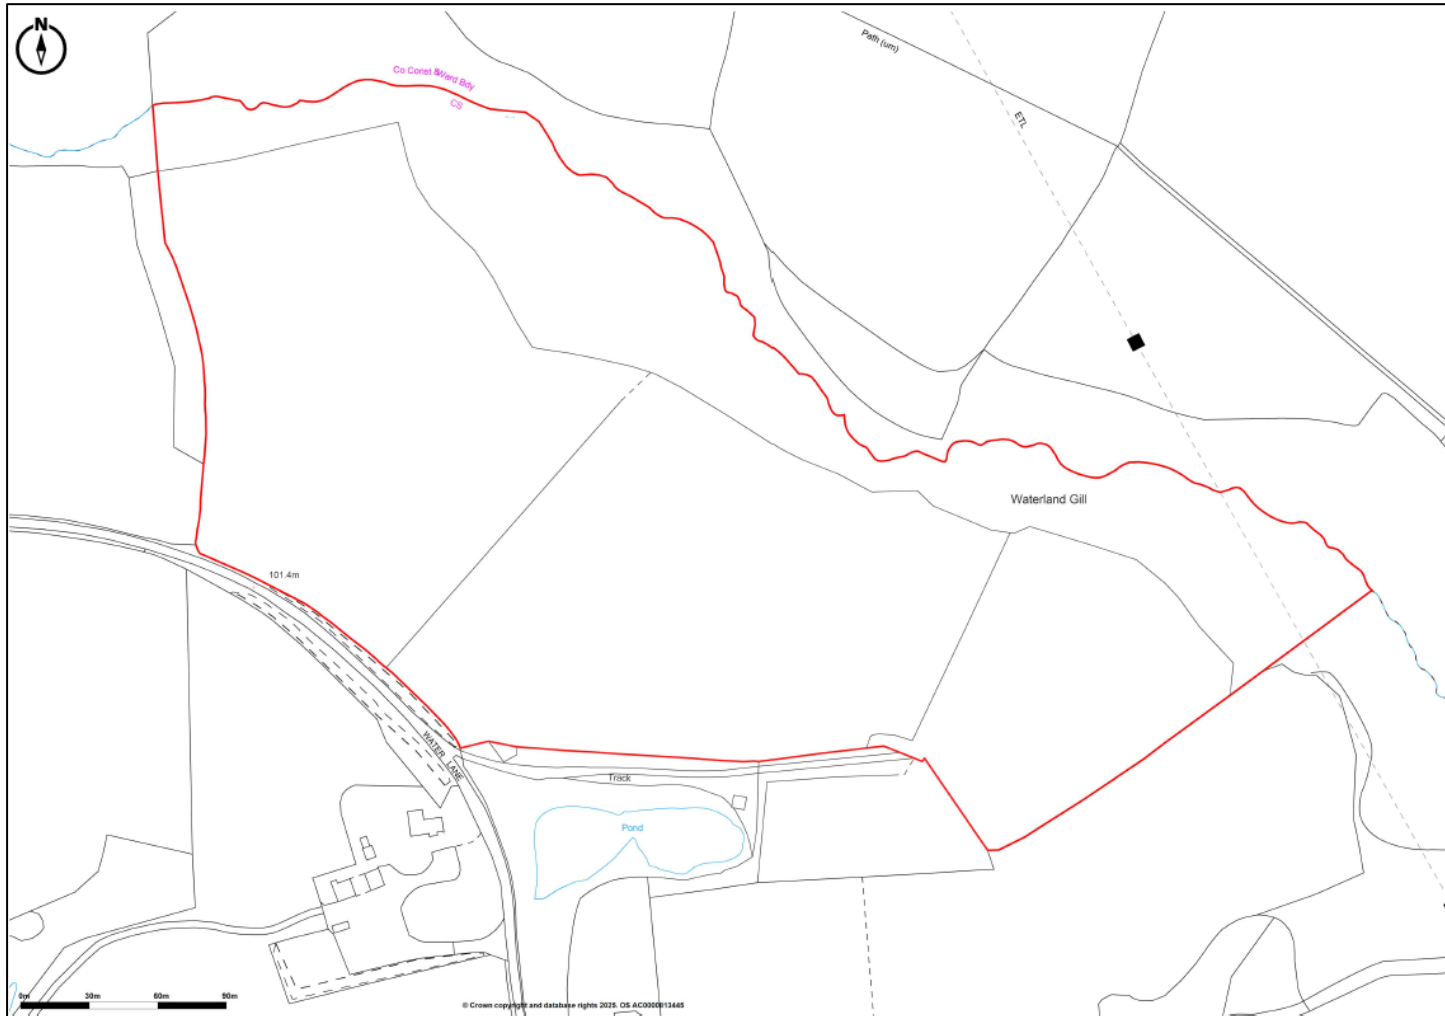 N
Co Const & Ward Bdy
CS
Path (um)
ETL
Waterland Gill
101.4m
WATER LANE
Track
Pond
0m 30m 60m 90m
© Crown copyright and database rights 2025. OS AC0000813445